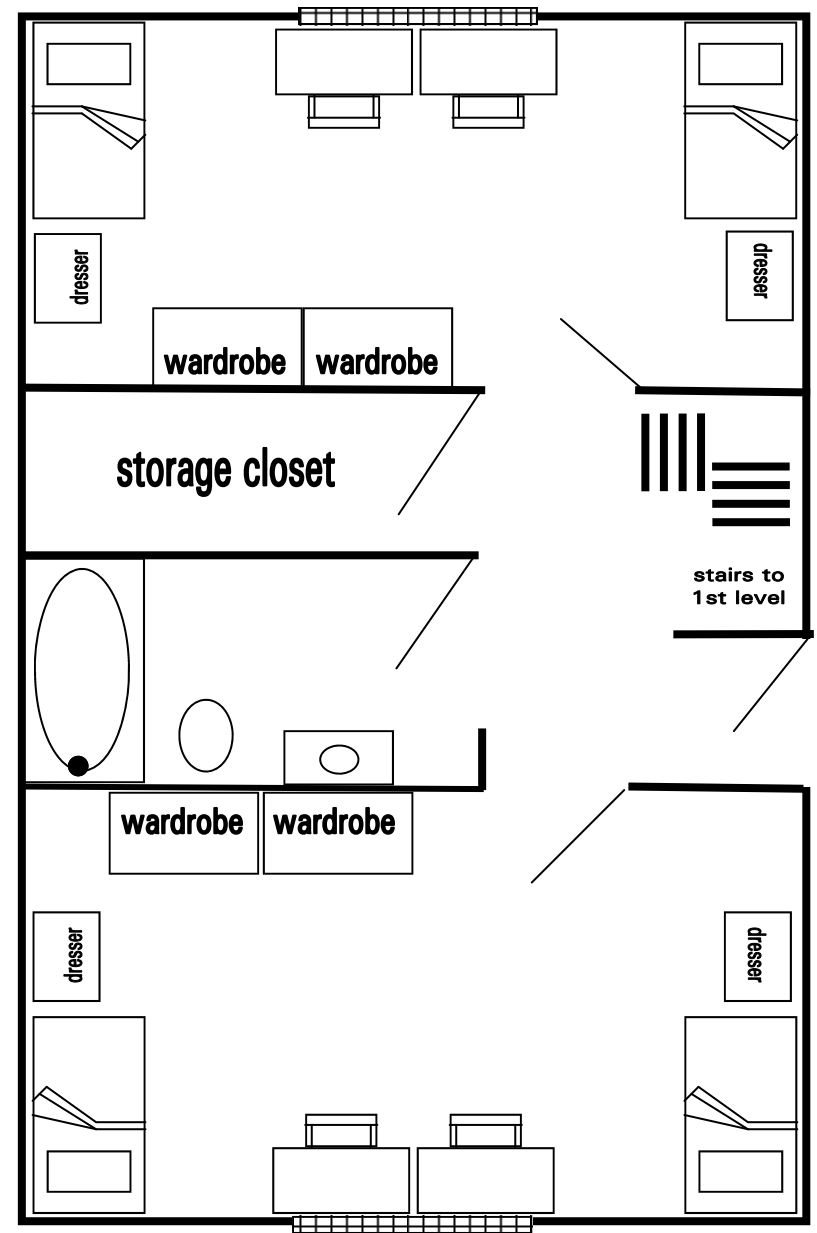 dresser
dresser
wardrobe wardrobe
storage closet
stairs to
1st level
wardrobe wardrobe
dresser
dresser